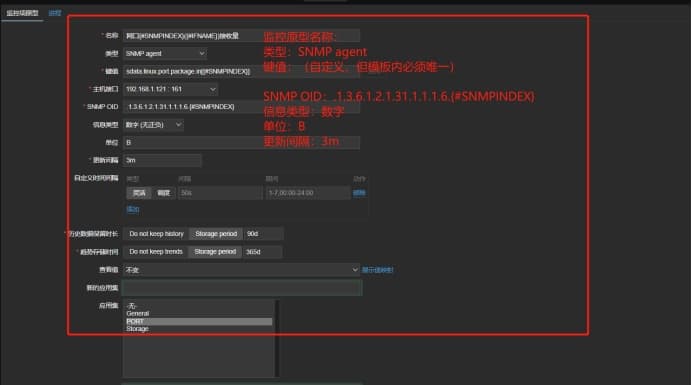 监控项原型 进程
* 名称 网口{#SNMPINDEX}({#IFNAME})接收量
监控原型名称:
类型 SNMP agent
类型: SNMP agent
* 键值 sdata.linux.port.package.in[{#SNMPINDEX}]
键值: (自定义, 但模板内必须唯一)
* 主机接口 192.168.1.121 : 161
* SNMP OID .1.3.6.1.2.1.31.1.1.1.6.{#SNMPINDEX}
SNMP OID: .1.3.6.1.2.1.31.1.1.1.6.{#SNMPINDEX}
信息类型 数字 (无正负)
信息类型: 数字
单位 B
单位: B
* 更新间隔 3m
更新间隔: 3m
自定义时间间隔 类型 间隔 期间 动作
灵活 调度 50s 1-7,00:00-24:00 移除
添加
* 历史数据保留时长 Do not keep history Storage period 90d
* 趋势存储时间 Do not keep trends Storage period 365d
查看值 不变 展示值映射
新的应用集
应用集 -无-
General
PORT
Storage